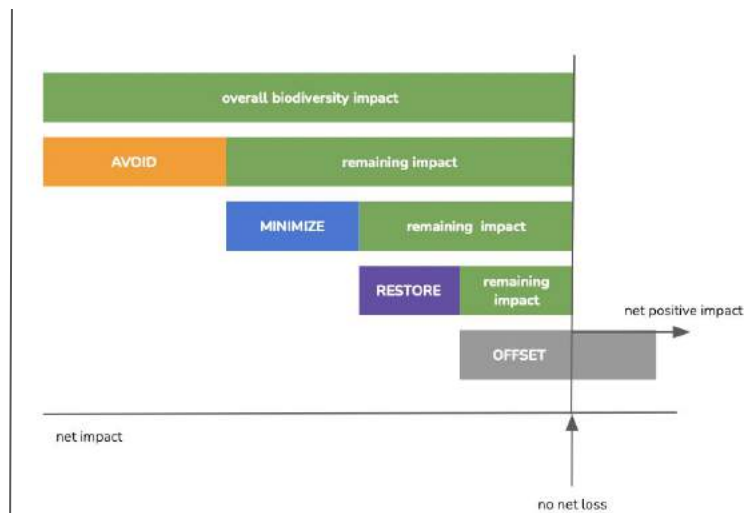 overall biodiversity impact
AVOID
remaining impact
MINIMIZE
remaining impact
RESTORE
remaining
impact
net positive impact
OFFSET
net impact
no net loss